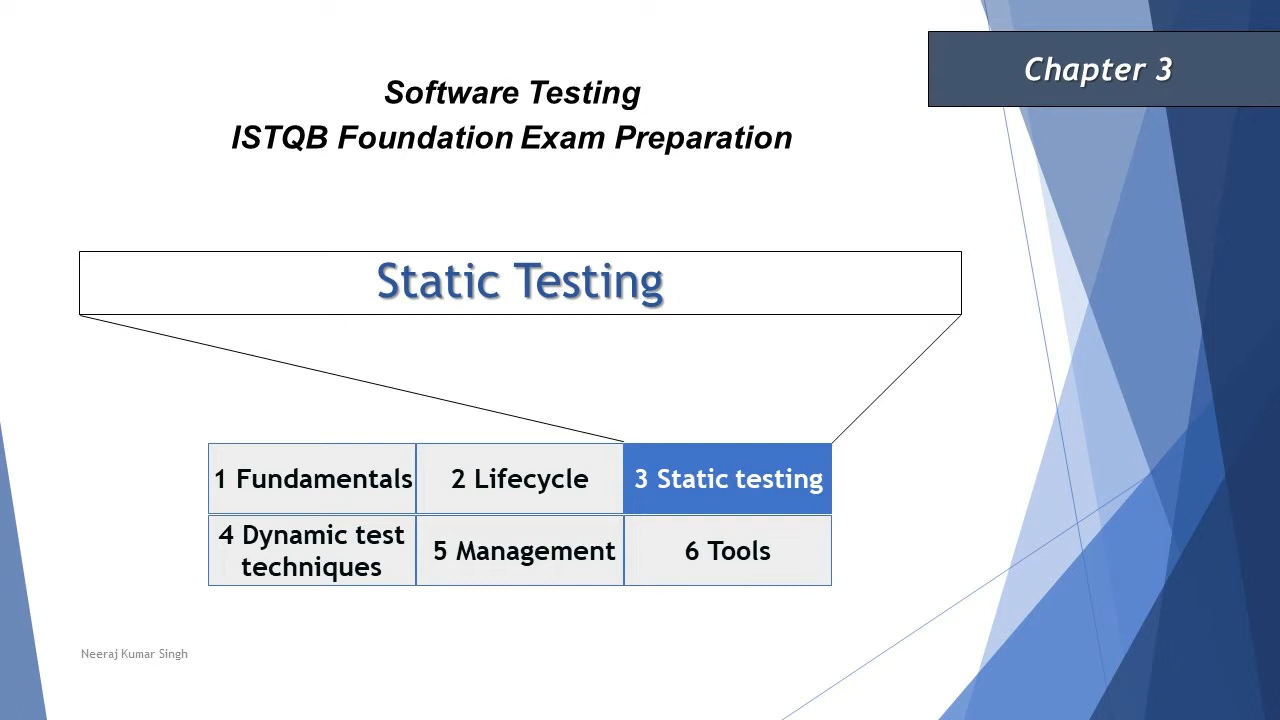 Chapter 3
Software Testing
ISTQB Foundation Exam Preparation
Static Testing
1 Fundamentals
2 Lifecycle
3 Static testing
4 Dynamic test
techniques
5 Management
6 Tools
Neeraj Kumar Singh